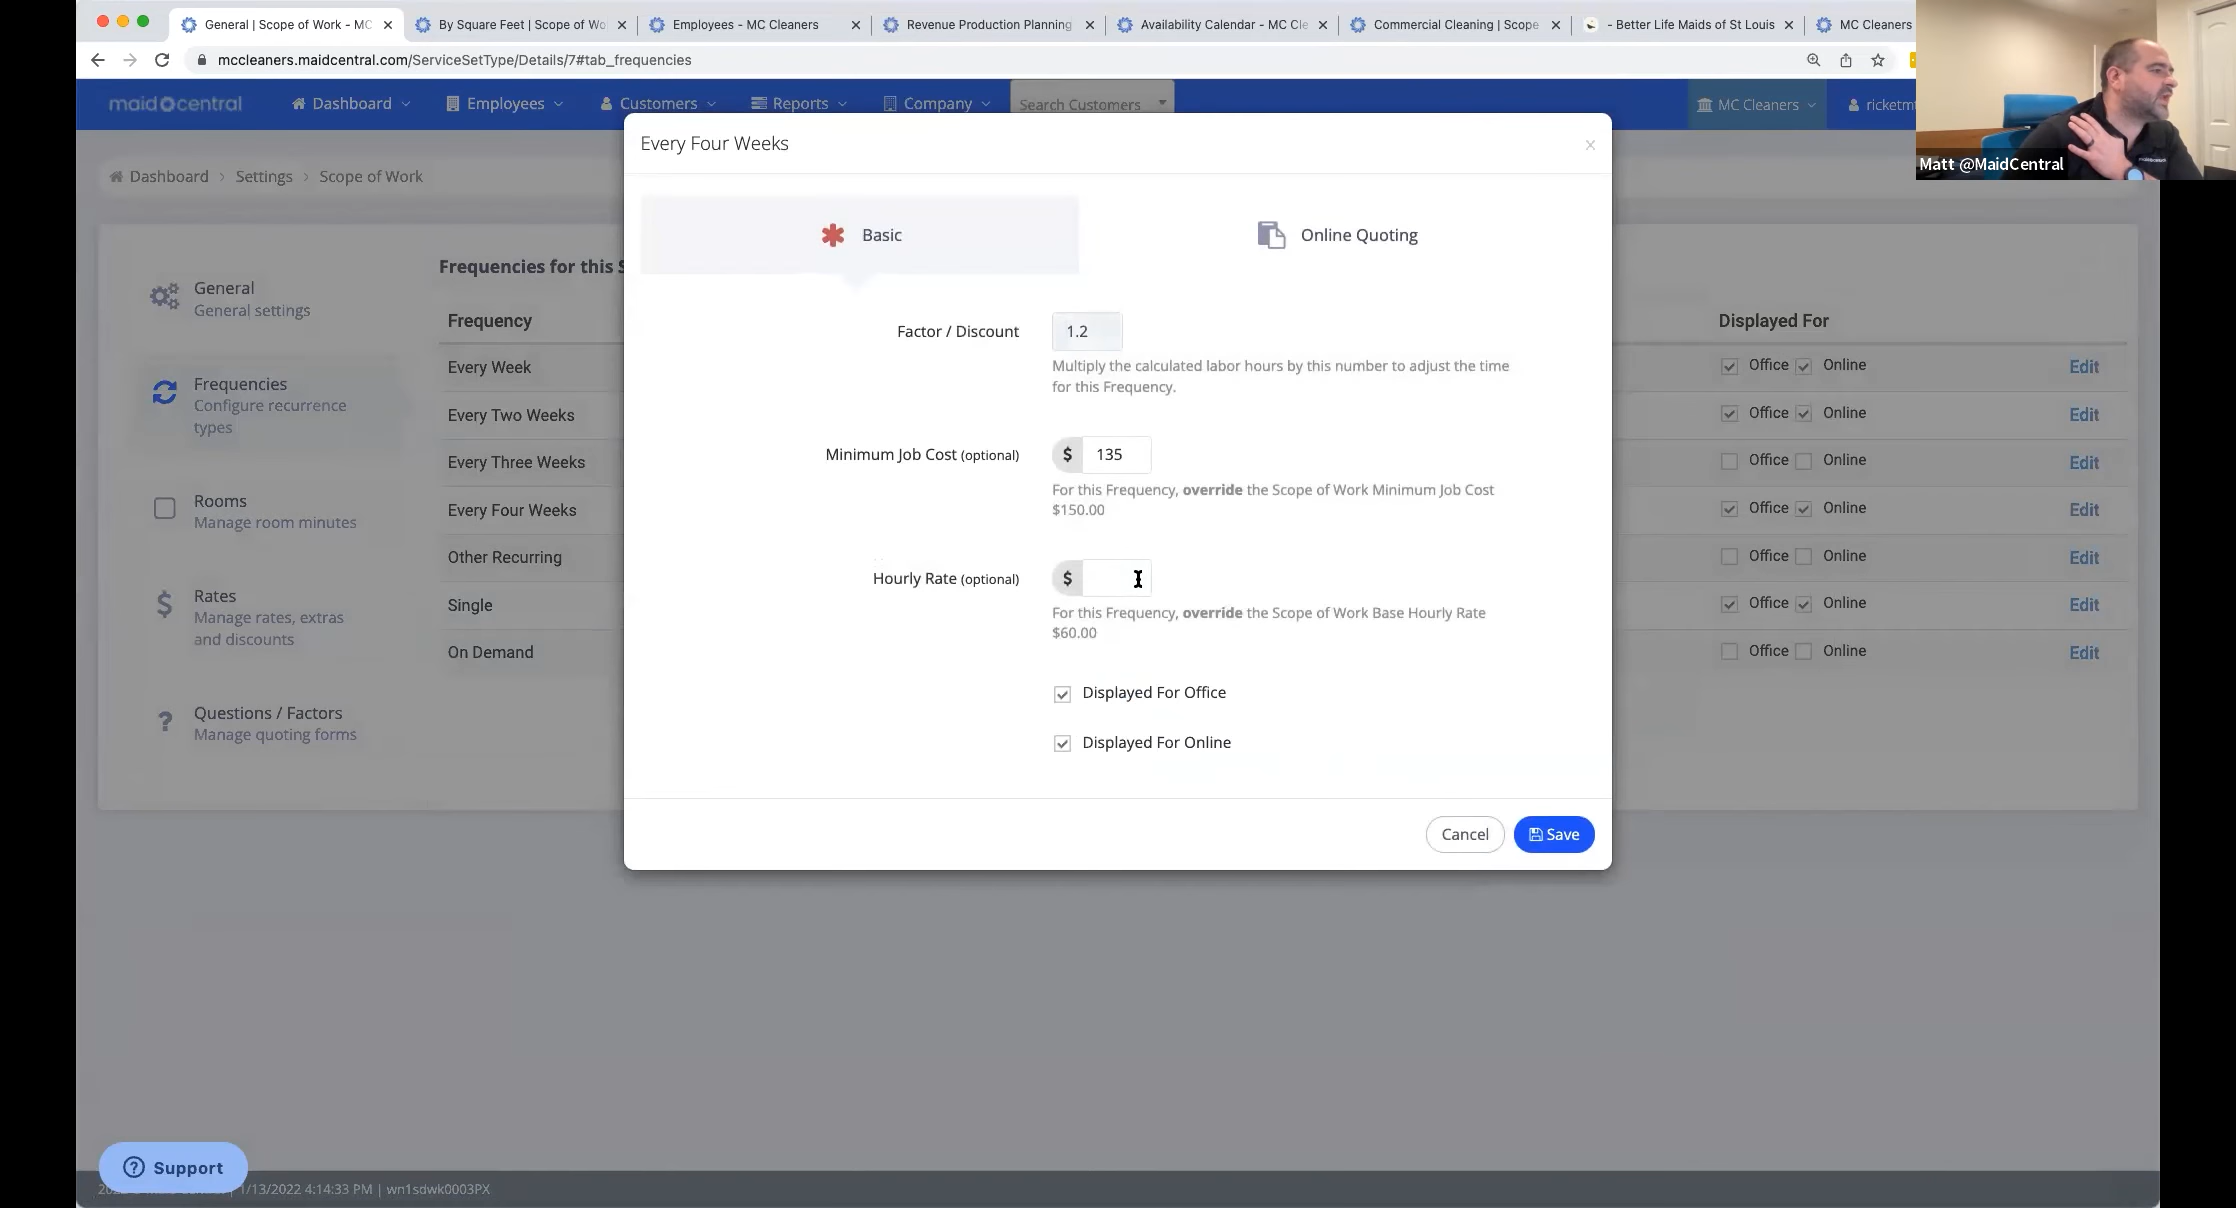 General | Scope of Work - MC
By Square Feet | Scope of Wo
Employees - MC Cleaners
Revenue Production Planning
Availability Calendar - MC Cle
Commercial Cleaning | Scope
- Better Life Maids of St Louis
MC Cleaners
mccleaners.maidcentral.com/ServiceSetType/Details/7#tab_frequencies
maid central
Dashboard
Employees
Customers
Reports
Company
Search Customers
MC Cleaners
ricketmt
Matt @MaidCentral
Dashboard > Settings > Scope of Work
General
General settings
Frequencies
Configure recurrence
types
Rooms
Manage room minutes
Rates
Manage rates, extras
and discounts
Questions / Factors
Manage quoting forms
Frequencies for this S
Frequency
Every Week
Every Two Weeks
Every Three Weeks
Every Four Weeks
Other Recurring
Single
On Demand
Every Four Weeks
Basic
Online Quoting
Factor / Discount
1.2
Multiply the calculated labor hours by this number to adjust the time
for this Frequency.
Minimum Job Cost (optional)
$ 135
For this Frequency, override the Scope of Work Minimum Job Cost
$150.00
Hourly Rate (optional)
$
For this Frequency, override the Scope of Work Base Hourly Rate
$60.00
Displayed For Office
Displayed For Online
Cancel
Save
Displayed For
Office Online Edit
Office Online Edit
Office Online Edit
Office Online Edit
Office Online Edit
Office Online Edit
Office Online Edit
Support
1/13/2022 4:14:33 PM | wn1sdwk0003PX